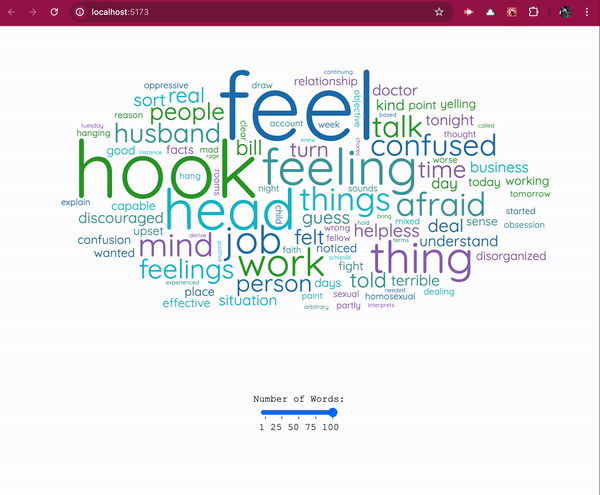 localhost:5173
continuing
oppressive draw relationship doctor
sort real feel objective kind point yelling
reason people account week based talk tonight called
tuesday hanging husband clear bill knew chores confused thought
good instance facts mad rage hook turn feeling worse time business
hang rooms night sounds day today working
explain capable head child things afraid tomorrow
discouraged guess hold bring mixed deal sense started
upset wrong helpless obsession
confusion mind derive positive job felt fellow terms understand
wanted faith noticed thing disorganized
feelings work schizoid fight
experienced person days told terrible
place needed
effective situation paint sexual homosexual dealing
arbitrary partly interprets
Number of Words:
1 25 50 75 100